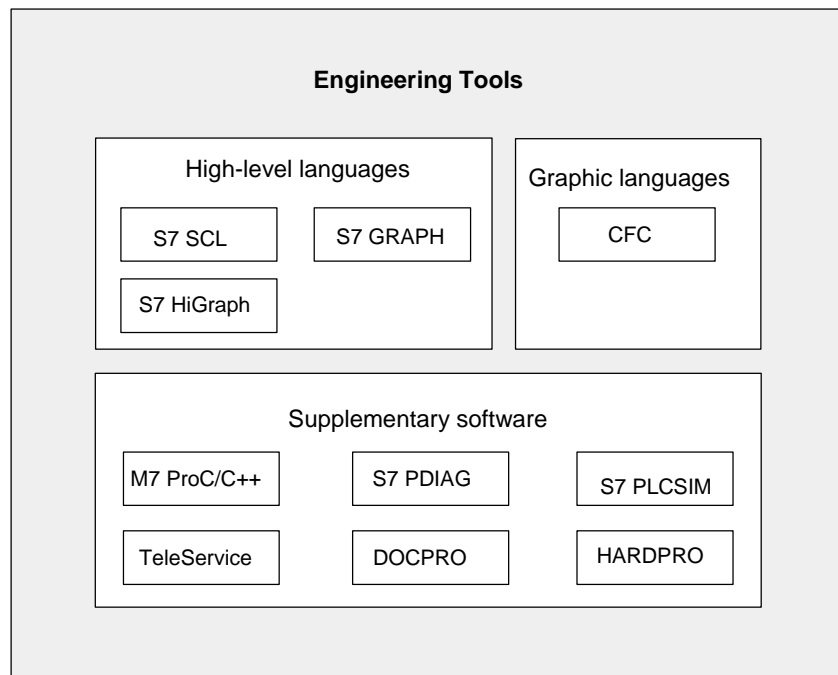 Engineering Tools
High-level languages
S7 SCL
S7 GRAPH
S7 HiGraph
Graphic languages
CFC
Supplementary software
M7 ProC/C++
S7 PDIAG
S7 PLCSIM
TeleService
DOCPRO
HARDPRO